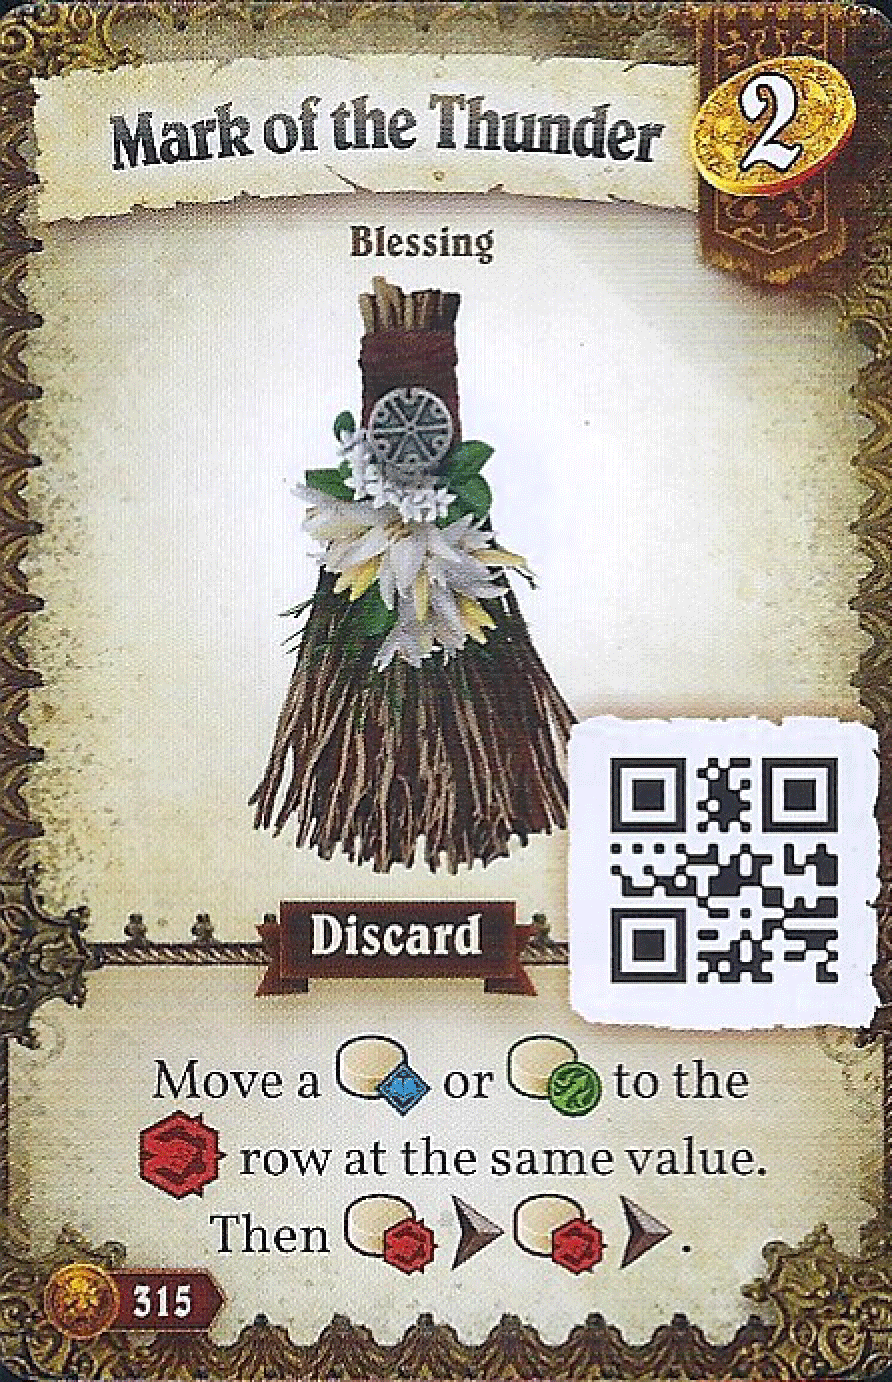 Mark of the Thunder
2
Blessing
Discard
Move a or to the
row at the same value.
Then .
315